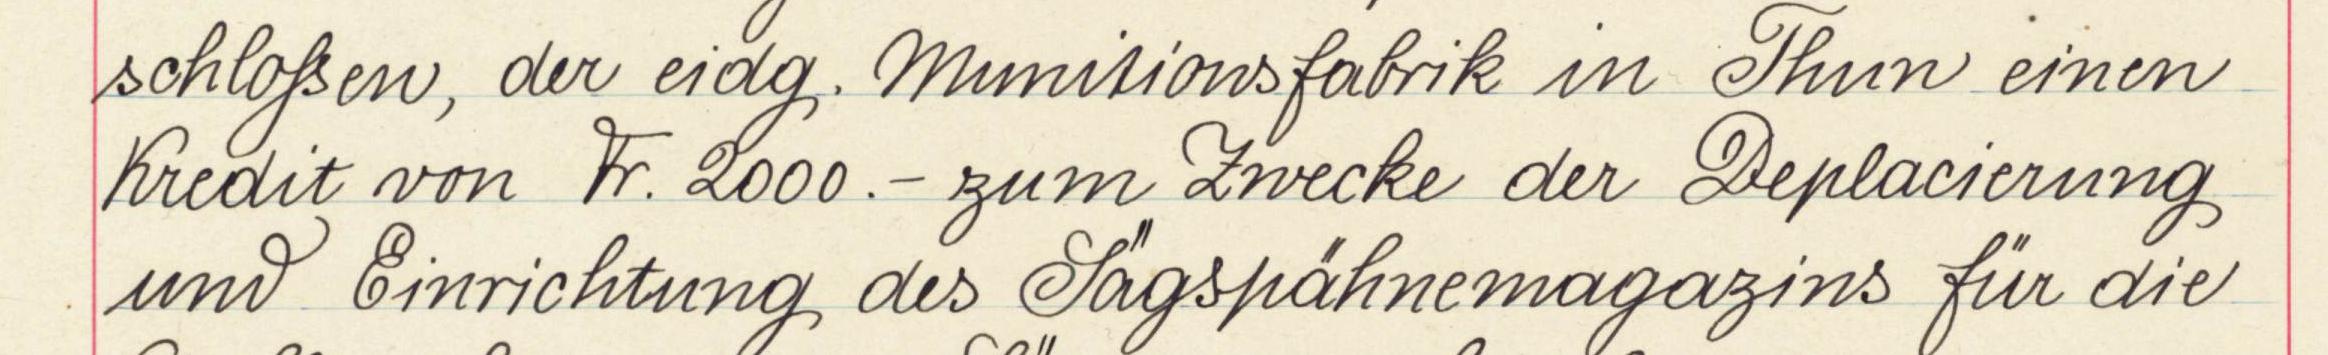 schloßen, der eidg. Munitionsfabrik in Thun einen
Kredit von Fr. 2000.- zum Zwecke der Deplacierung
und Einrichtung des Sägspähnemagazins für die